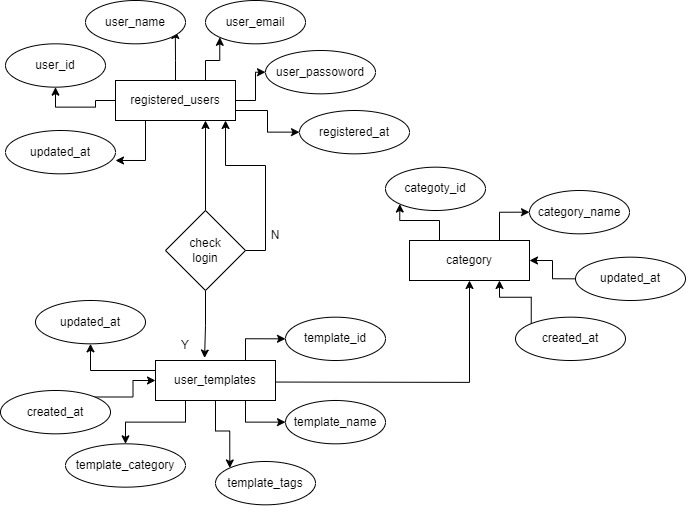 user_name
user_email
user_id
user_passoword
registered_users
registered_at
updated_at
categoty_id
category_name
check
login
N
category
updated_at
updated_at
created_at
Y
template_id
user_templates
created_at
template_name
template_category
template_tags